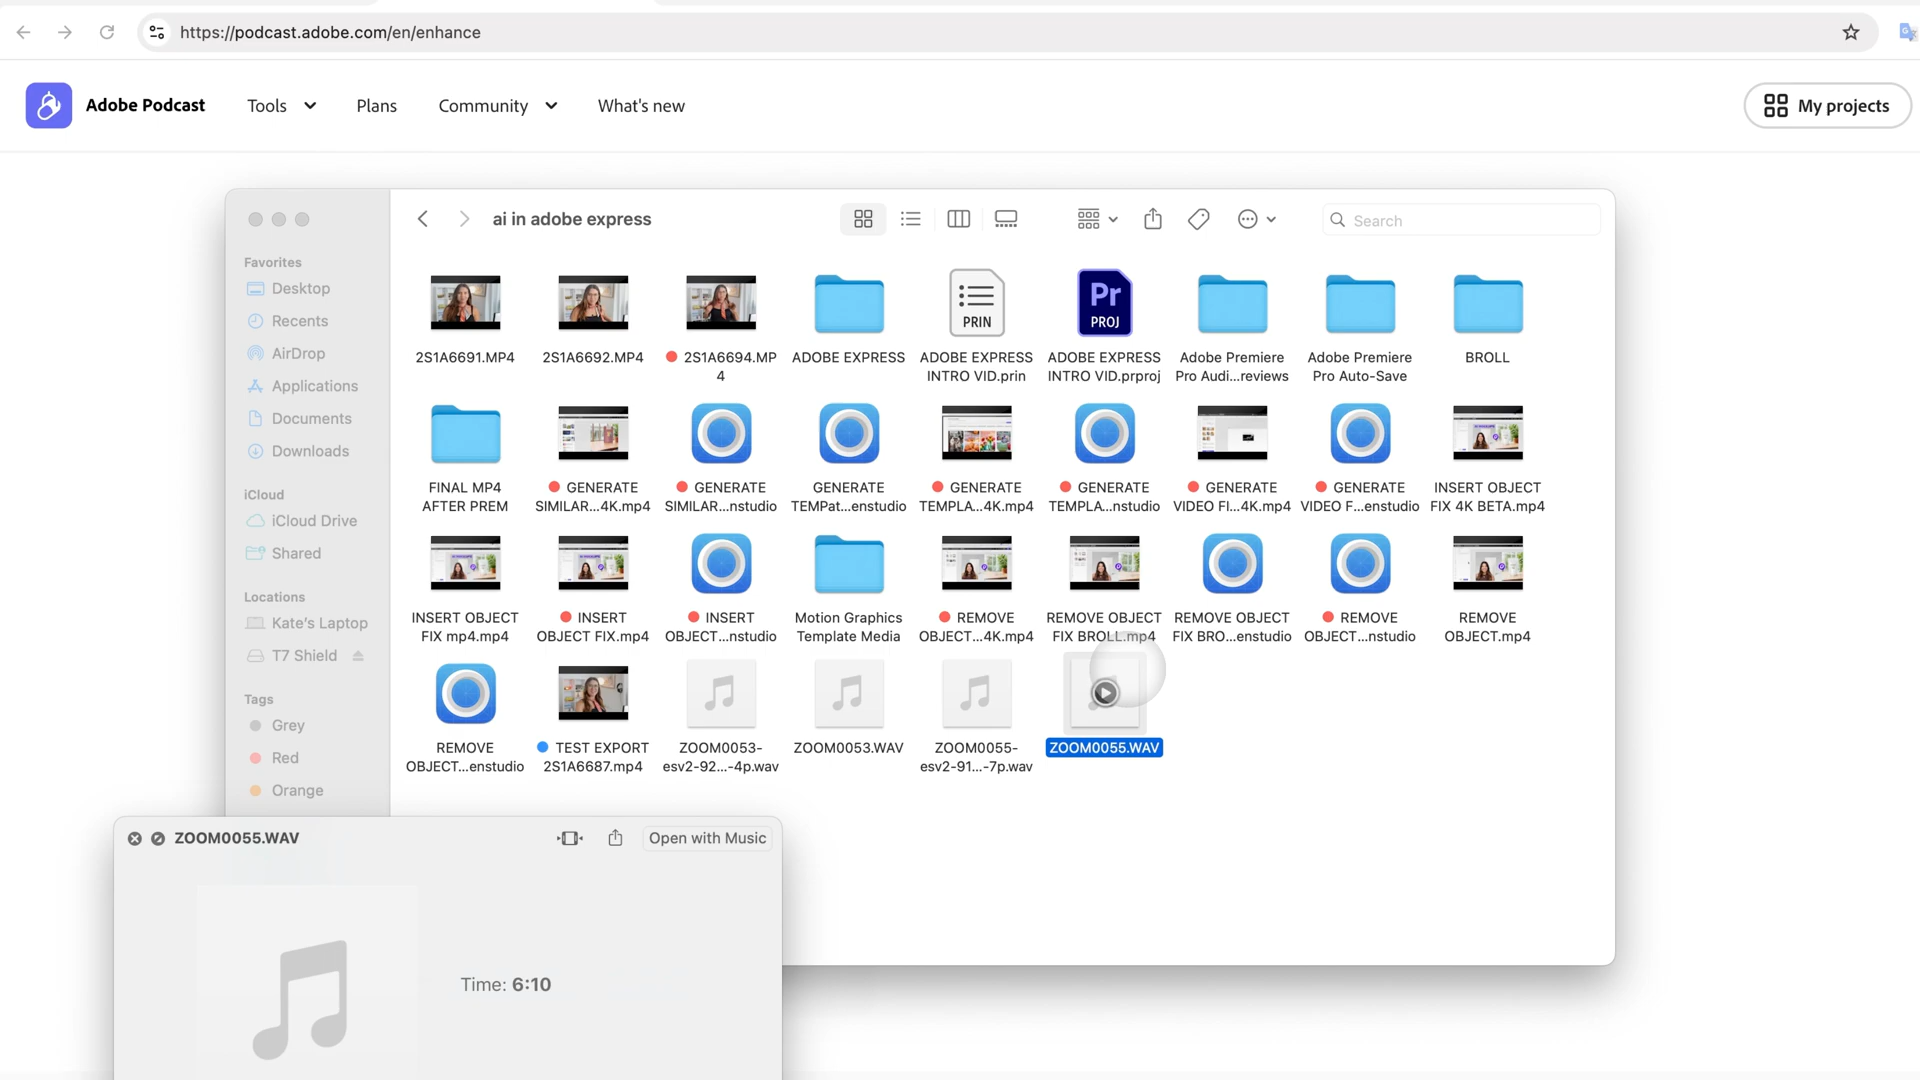 https://podcast.adobe.com/en/enhance
Adobe Podcast
Tools
Plans
Community
What's new
My projects
ai in adobe express
Search
Favorites
Desktop
Recents
AirDrop
Applications
Documents
Downloads
iCloud
iCloud Drive
Shared
Locations
Kate's Laptop
T7 Shield
Tags
Grey
Red
Orange
PRIN
Pr
PROJ
2S1A6691.MP4
2S1A6692.MP4
2S1A6694.MP
4
ADOBE EXPRESS
ADOBE EXPRESS
INTRO VID.prin
ADOBE EXPRESS
INTRO VID.prproj
Adobe Premiere
Pro Audi...reviews
Adobe Premiere
Pro Auto-Save
BROLL
FINAL MP4
AFTER PREM
GENERATE
SIMILAR...4K.mp4
GENERATE
SIMILAR...nstudio
GENERATE
TEMPat...enstudio
GENERATE
TEMPLA...4K.mp4
GENERATE
TEMPLA...nstudio
GENERATE
VIDEO FI...4K.mp4
GENERATE
VIDEO F...enstudio
INSERT OBJECT
FIX 4K BETA.mp4
INSERT OBJECT
FIX mp4.mp4
INSERT
OBJECT FIX.mp4
INSERT
OBJECT...nstudio
Motion Graphics
Template Media
REMOVE
OBJECT...4K.mp4
REMOVE OBJECT
FIX BROLL.mp4
REMOVE OBJECT
FIX BRO...enstudio
REMOVE
OBJECT...nstudio
REMOVE
OBJECT.mp4
REMOVE
OBJECT...enstudio
TEST EXPORT
2S1A6687.mp4
ZOOM0053-
esv2-92...-4p.wav
ZOOM0053.WAV
ZOOM0055-
esv2-91...-7p.wav
ZOOM0055.WAV
ZOOM0055.WAV
Open with Music
Time: 6:10